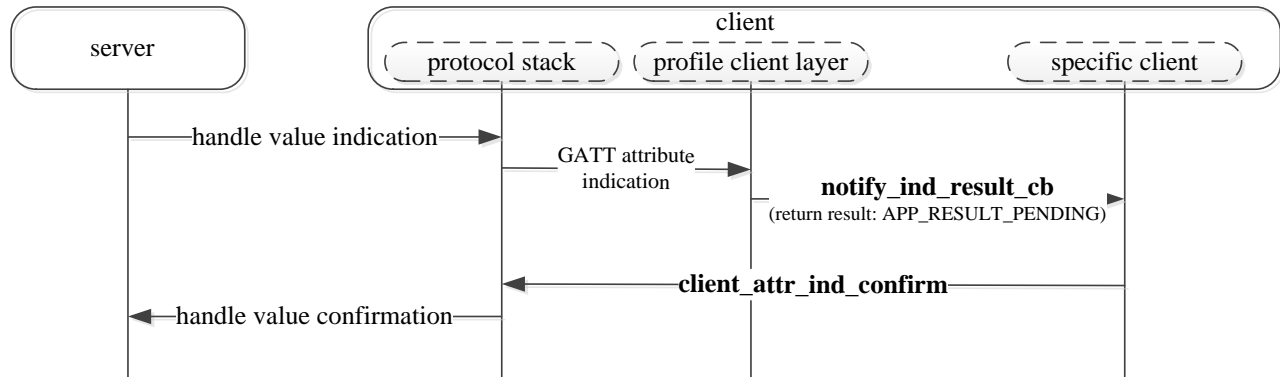 client
server
protocol stack
profile client layer
specific client
handle value indication
GATT attribute
indication
notify_ind_result_cb
(return result: APP_RESULT_PENDING)
client_attr_ind_confirm
handle value confirmation